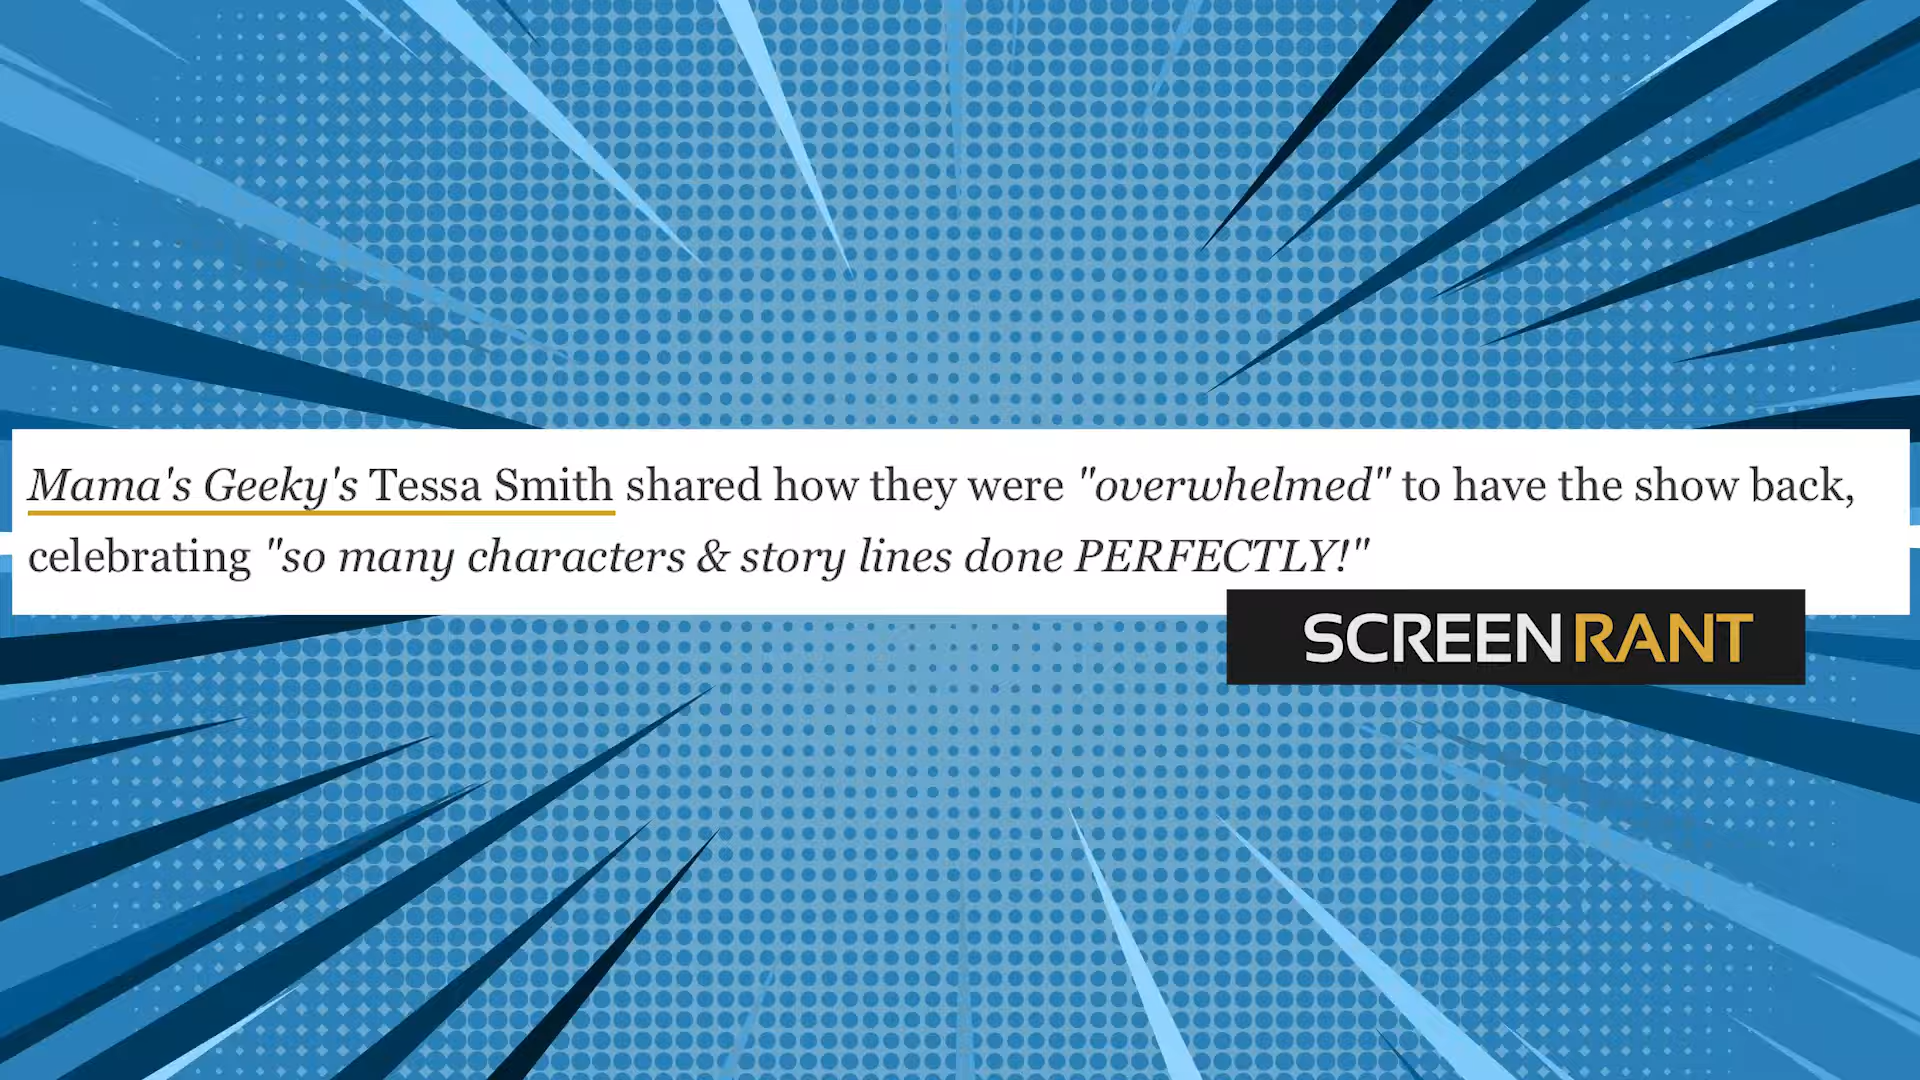 Mama's Geeky's Tessa Smith shared how they were "overwhelmed" to have the show back,
celebrating "so many characters & story lines done PERFECTLY!"
SCREENRANT